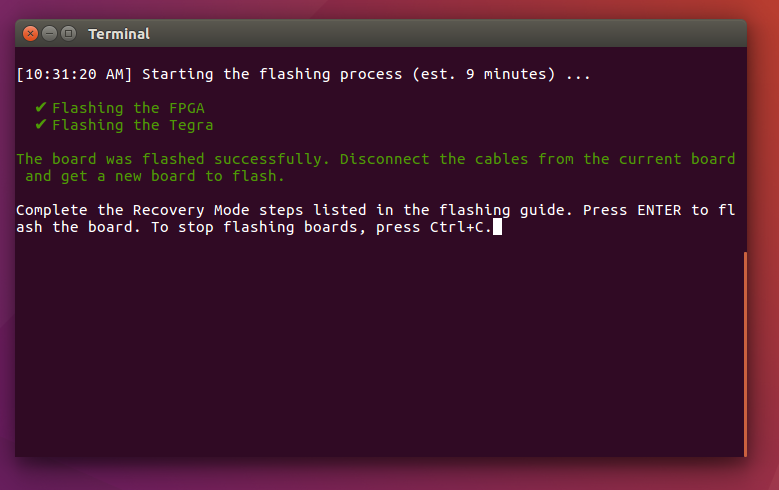 Terminal
[10:31:20 AM] Starting the flashing process (est. 9 minutes) ...
✔ Flashing the FPGA
✔ Flashing the Tegra
The board was flashed successfully. Disconnect the cables from the current board
and get a new board to flash.
Complete the Recovery Mode steps listed in the flashing guide. Press ENTER to fl
ash the board. To stop flashing boards, press Ctrl+C.